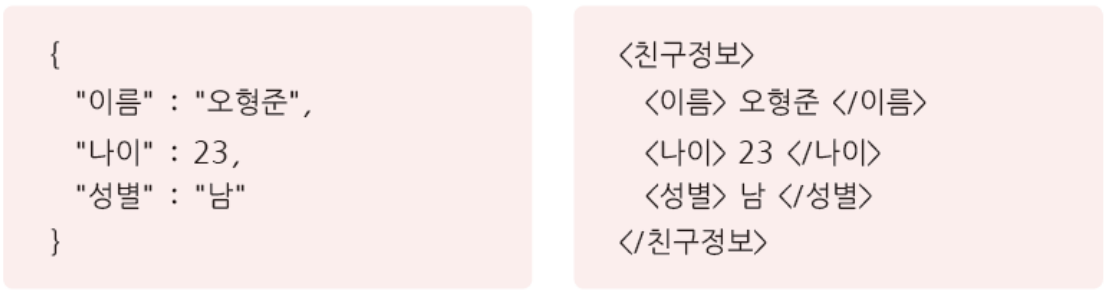 {
"이름" : "오형준",
"나이" : 23,
"성별" : "남"
}
<친구정보>
<이름> 오형준 </이름>
<나이> 23 </나이>
<성별> 남 </성별>
</친구정보>